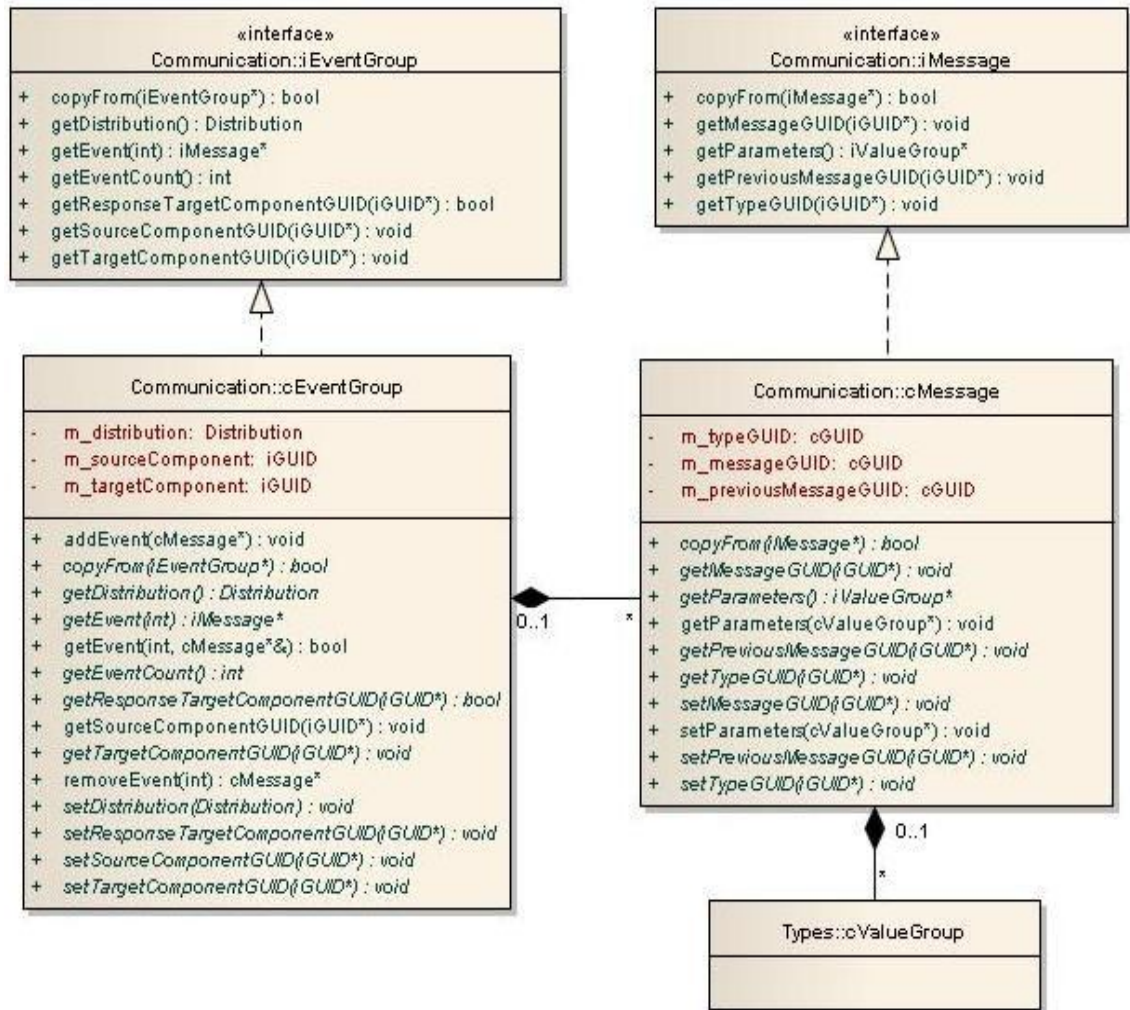 «interface»
Communication::iEventGroup
+ copyFrom(iEventGroup*) : bool
+ getDistribution() : Distribution
+ getEvent(int) : iMessage*
+ getEventCount() : int
+ getResponseTargetComponentGUID(iGUID*) : bool
+ getSourceComponentGUID(iGUID*) : void
+ getTargetComponentGUID(iGUID*) : void
«interface»
Communication::iMessage
+ copyFrom(iMessage*) : bool
+ getMessageGUID(iGUID*) : void
+ getParameters() : iValueGroup*
+ getPreviousMessageGUID(iGUID*) : void
+ getTypeGUID(iGUID*) : void
Communication::cEventGroup
- m_distribution: Distribution
- m_sourceComponent: iGUID
- m_targetComponent: iGUID
+ addEvent(cMessage*) : void
+ copyFrom(iEventGroup*) : bool
+ getDistribution() : Distribution
+ getEvent(int) : iMessage*
+ getEvent(int, cMessage*&) : bool
+ getEventCount() : int
+ getResponseTargetComponentGUID(iGUID*) : bool
+ getSourceComponentGUID(iGUID*) : void
+ getTargetComponentGUID(iGUID*) : void
+ removeEvent(int) : cMessage*
+ setDistribution(Distribution) : void
+ setResponseTargetComponentGUID(iGUID*) : void
+ setSourceComponentGUID(iGUID*) : void
+ setTargetComponentGUID(iGUID*) : void
0..1
*
Communication::cMessage
- m_typeGUID: cGUID
- m_messageGUID: cGUID
- m_previousMessageGUID: cGUID
+ copyFrom(iMessage*) : bool
+ getMessageGUID(iGUID*) : void
+ getParameters() : iValueGroup*
+ getParameters(cValueGroup*) : void
+ getPreviousMessageGUID(iGUID*) : void
+ getTypeGUID(iGUID*) : void
+ setMessageGUID(iGUID*) : void
+ setParameters(cValueGroup*) : void
+ setPreviousMessageGUID(iGUID*) : void
+ setTypeGUID(iGUID*) : void
0..1
*
Types::cValueGroup